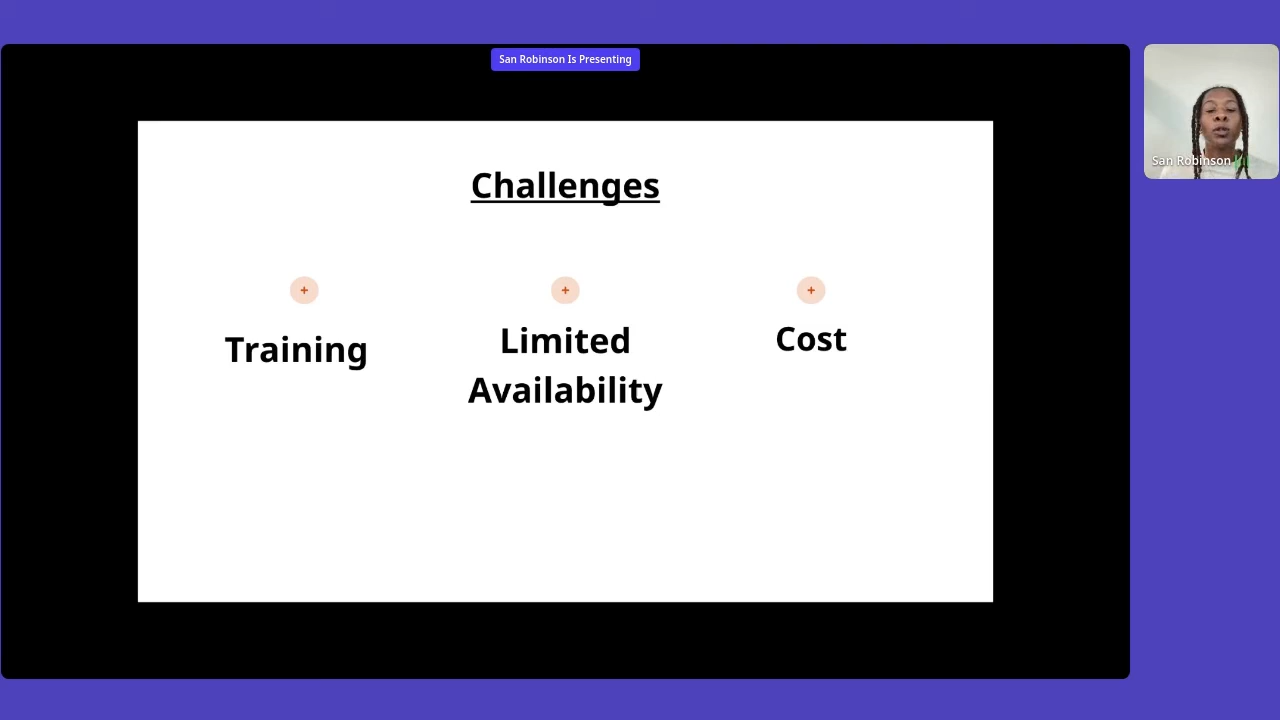 San Robinson Is Presenting
Challenges
+
+
+
Training
Limited
Availability
Cost
San Robinson